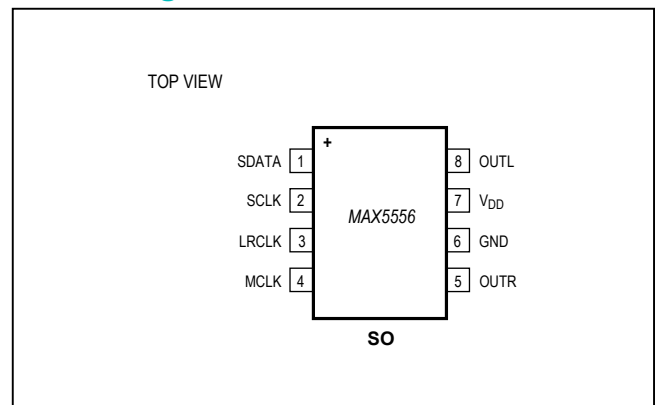 TOP VIEW
+
SDATA 1
SCLK 2
LRCLK 3
MCLK 4
MAX5556
8 OUTL
7 VDD
6 GND
5 OUTR
SO